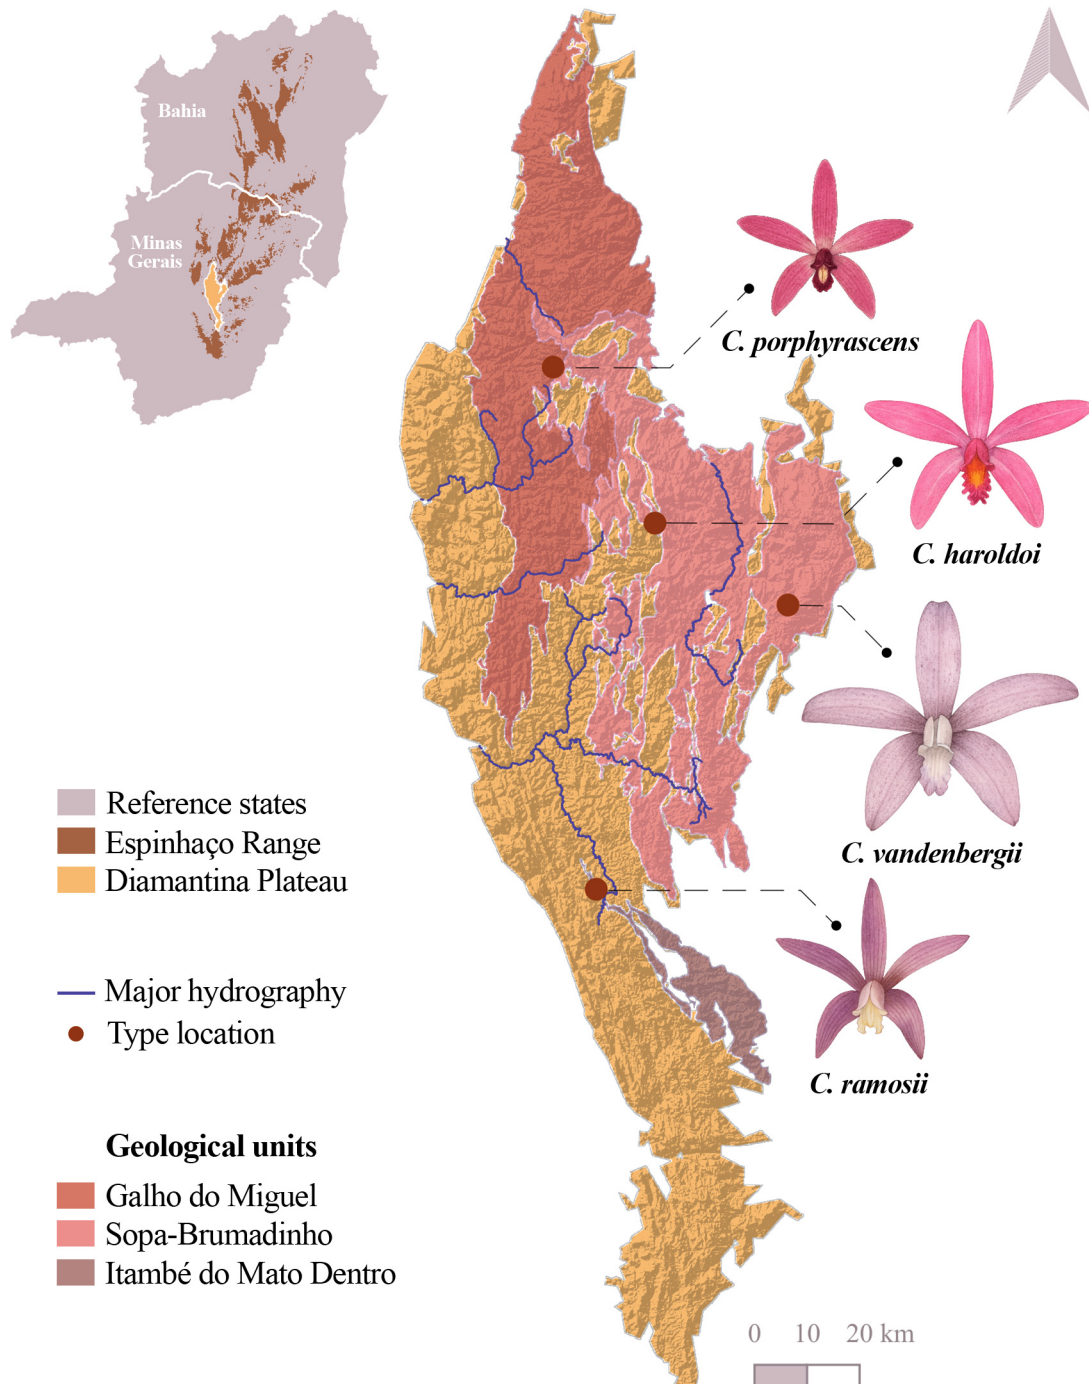 Bahia
Minas
Gerais
C. porphyrascens
C. haroldoi
C. vandenbergii
C. ramosii
Reference states
Espinhaço Range
Diamantina Plateau
Major hydrography
Type location
Geological units
Galho do Miguel
Sopa-Brumadinho
Itambé do Mato Dentro
0 10 20 km